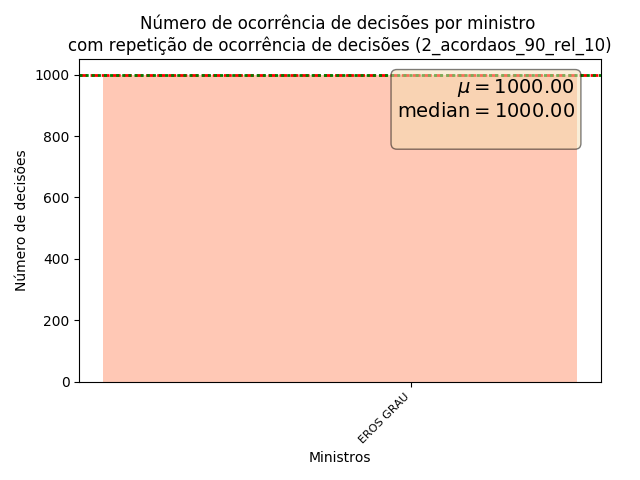 Número de ocorrência de decisões por ministro
com repetição de ocorrência de decisões (2_acordaos_90_rel_10)
Número de decisões
1000
800
600
400
200
0
μ = 1000.00
median = 1000.00
EROS GRAU
Ministros